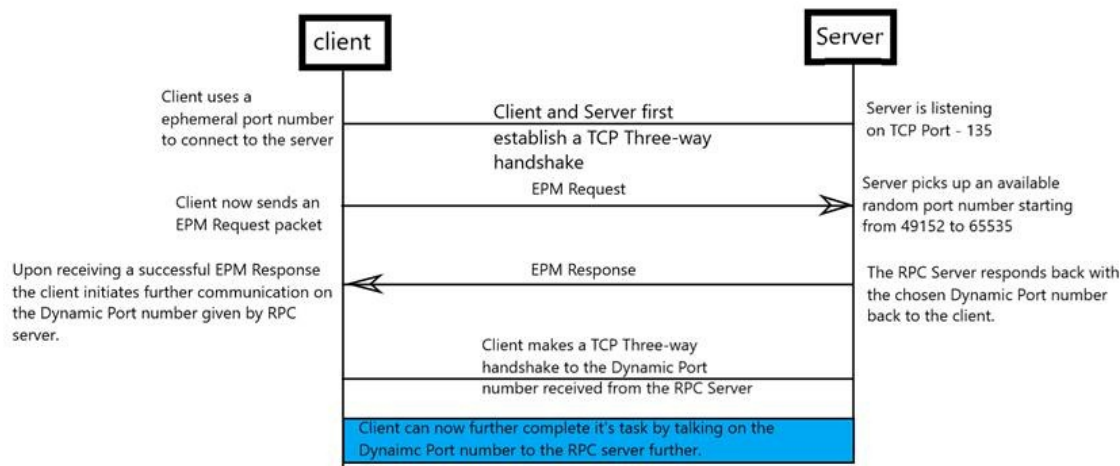 client
Server
Client uses a
ephemeral port number
to connect to the server
Client and Server first
establish a TCP Three-way
handshake
Server is listening
on TCP Port - 135
Client now sends an
EPM Request packet
EPM Request
Server picks up an available
random port number starting
from 49152 to 65535
Upon receiving a successful EPM Response
the client initiates further communication on
the Dynamic Port number given by RPC
server.
EPM Response
The RPC Server responds back with
the chosen Dynamic Port number
back to the client.
Client makes a TCP Three-way
handshake to the Dynamic Port
number received from the RPC Server
Client can now further complete it's task by talking on the
Dynaimc Port number to the RPC server further.